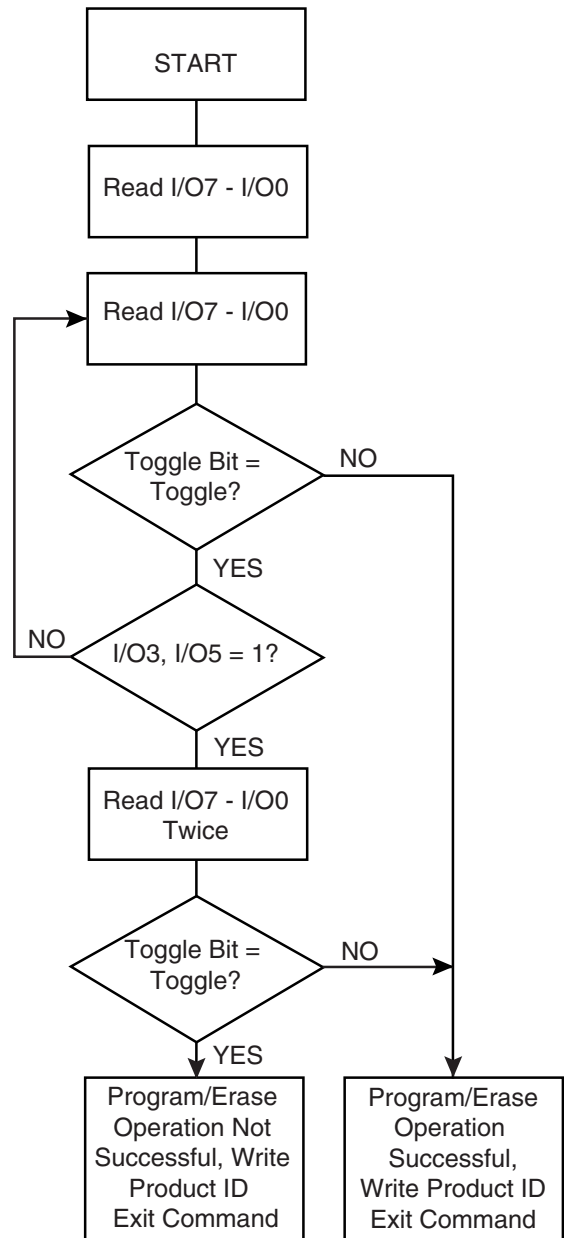 START
Read I/O7 - I/O0
Read I/O7 - I/O0
Toggle Bit =
Toggle?
NO
YES
NO
I/O3, I/O5 = 1?
YES
Read I/O7 - I/O0
Twice
Toggle Bit =
Toggle?
NO
YES
Program/Erase
Operation Not
Successful, Write
Product ID
Exit Command
Program/Erase
Operation
Successful,
Write Product ID
Exit Command